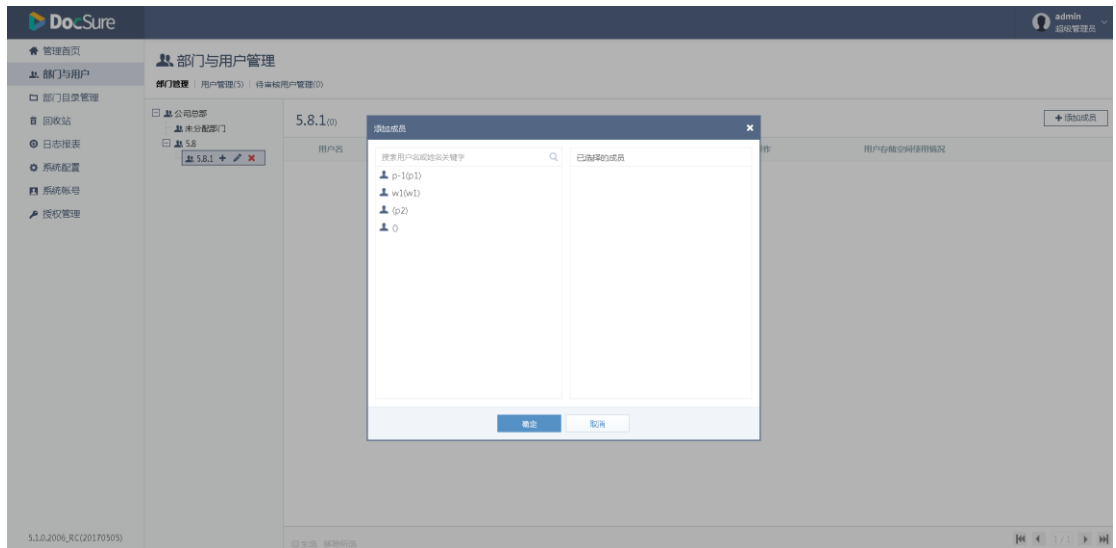 DocSure
admin
超级管理员
管理首页
部门与用户
部门目录管理
回收站
日志报表
系统配置
系统帐号
授权管理
5.1.0.2006_RC(20170505)
部门与用户管理
部门管理 用户管理(5) 待审核用户管理(0)
公司总部
未分配部门
5.8
5.8.1
5.8.1(0)
添加成员
用户名
作
用户存储空间使用情况
添加成员
搜索用户名或姓名关键字
已选择的成员
p-1(p1)
w1(w1)
(p2)
()
确定
取消
全选
1/1